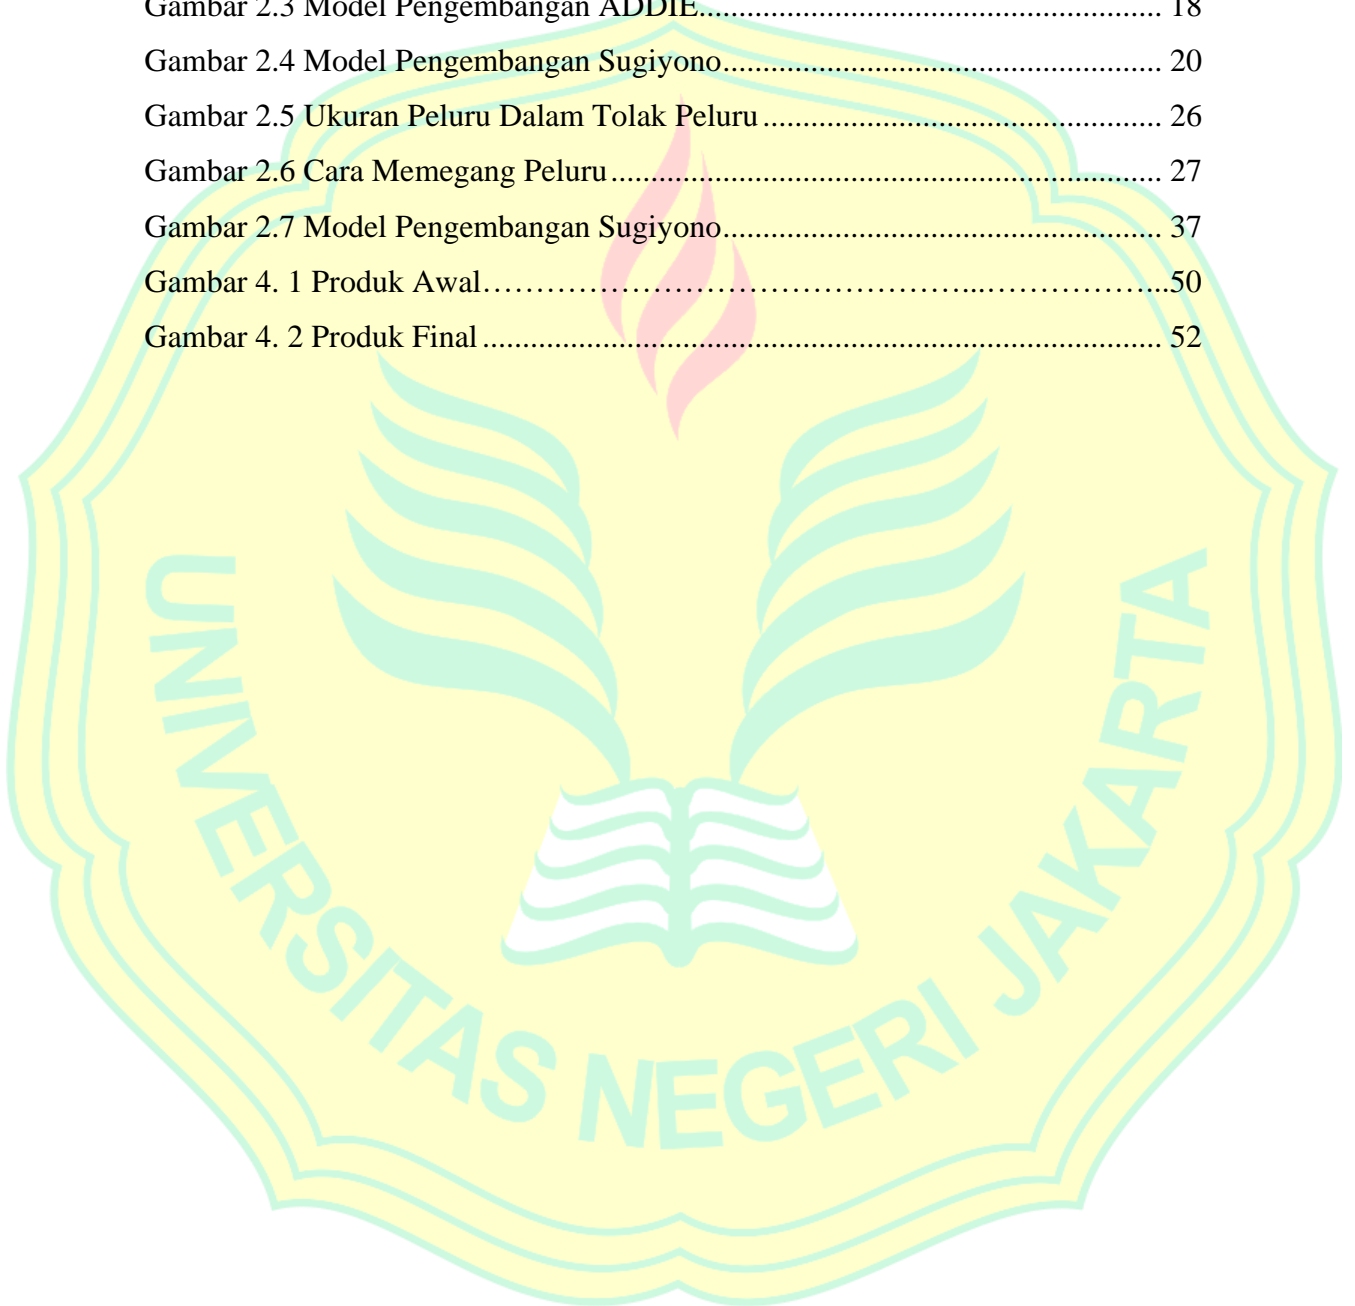 Gambar 2.3 Model Pengembangan ADDIE.......................................................... 18
Gambar 2.4 Model Pengembangan Sugiyono....................................................... 20
Gambar 2.5 Ukuran Peluru Dalam Tolak Peluru.................................................. 26
Gambar 2.6 Cara Memegang Peluru..................................................................... 27
Gambar 2.7 Model Pengembangan Sugiyono....................................................... 37
Gambar 4. 1 Produk Awal………………………………………...……………....50
Gambar 4. 2 Produk Final..................................................................................... 52
UNIVERSITAS NEGERI JAKARTA